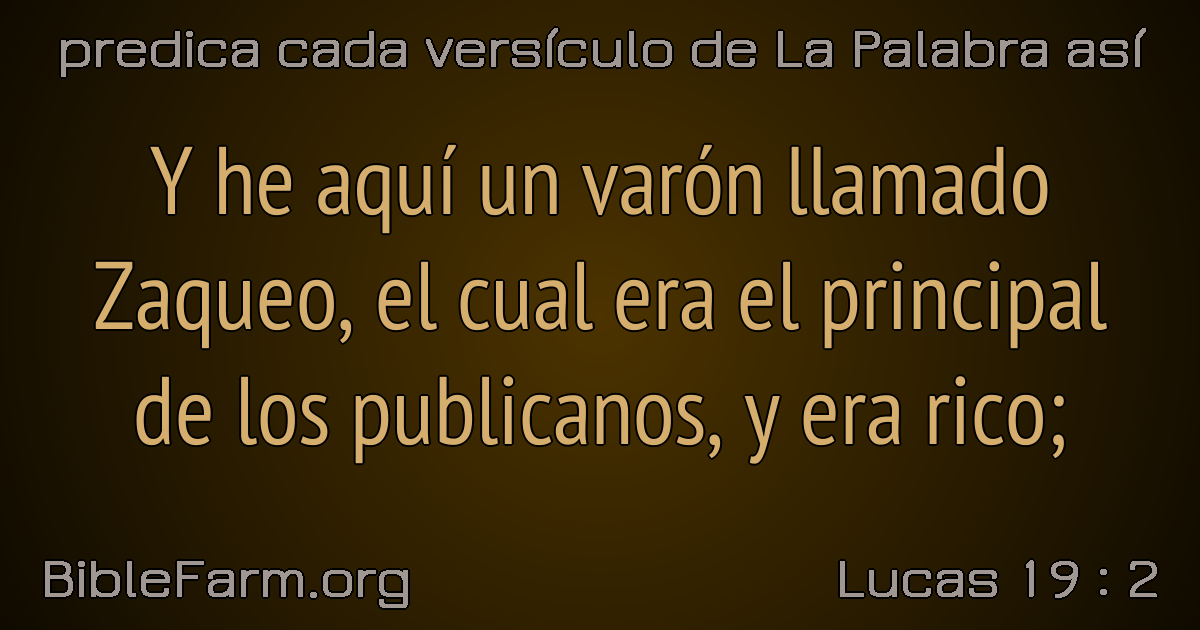 predica cada versículo de La Palabra así
Y he aquí un varón llamado
Zaqueo, el cual era el principal
de los publicanos, y era rico;
BibleFarm.org
Lucas 19 : 2